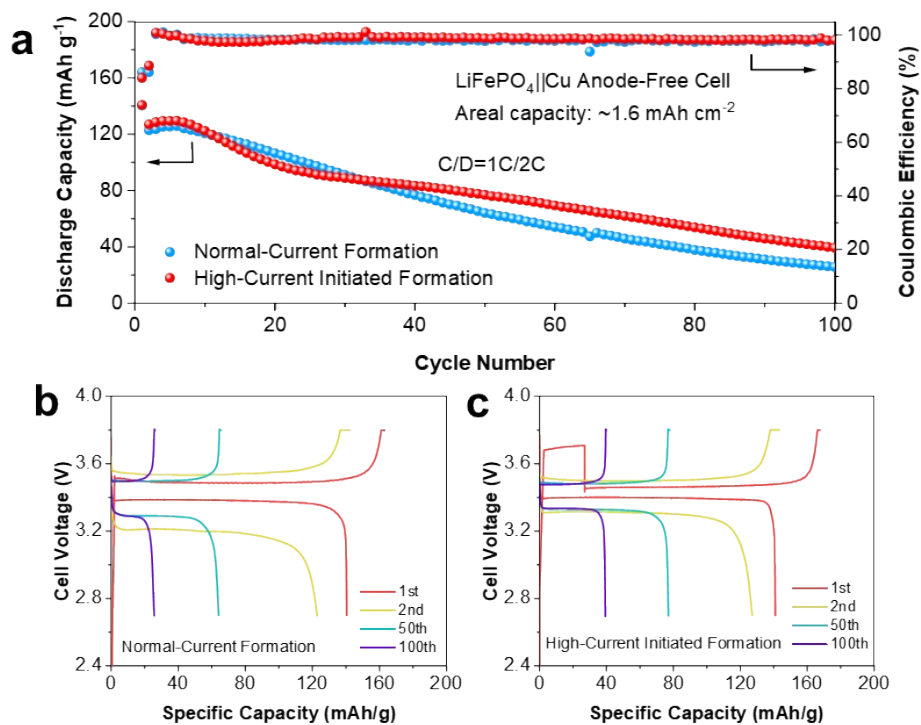 a
Discharge Capacity (mAh g⁻¹)
200
160
120
80
40
0
LiFePO₄||Cu Anode-Free Cell
Areal capacity: ~1.6 mAh cm⁻²
C/D=1C/2C
Normal-Current Formation
High-Current Initiated Formation
100
80
60
40
20
0
Coulombic Efficiency (%)
0 20 40 60 80 100
Cycle Number
b
Cell Voltage (V)
4.0
3.6
3.2
2.8
2.4
1st
2nd
50th
100th
Normal-Current Formation
0 40 80 120 160 200
Specific Capacity (mAh/g)
c
Cell Voltage (V)
4.0
3.6
3.2
2.8
2.4
1st
2nd
50th
100th
High-Current Initiated Formation
0 40 80 120 160 200
Specific Capacity (mAh/g)